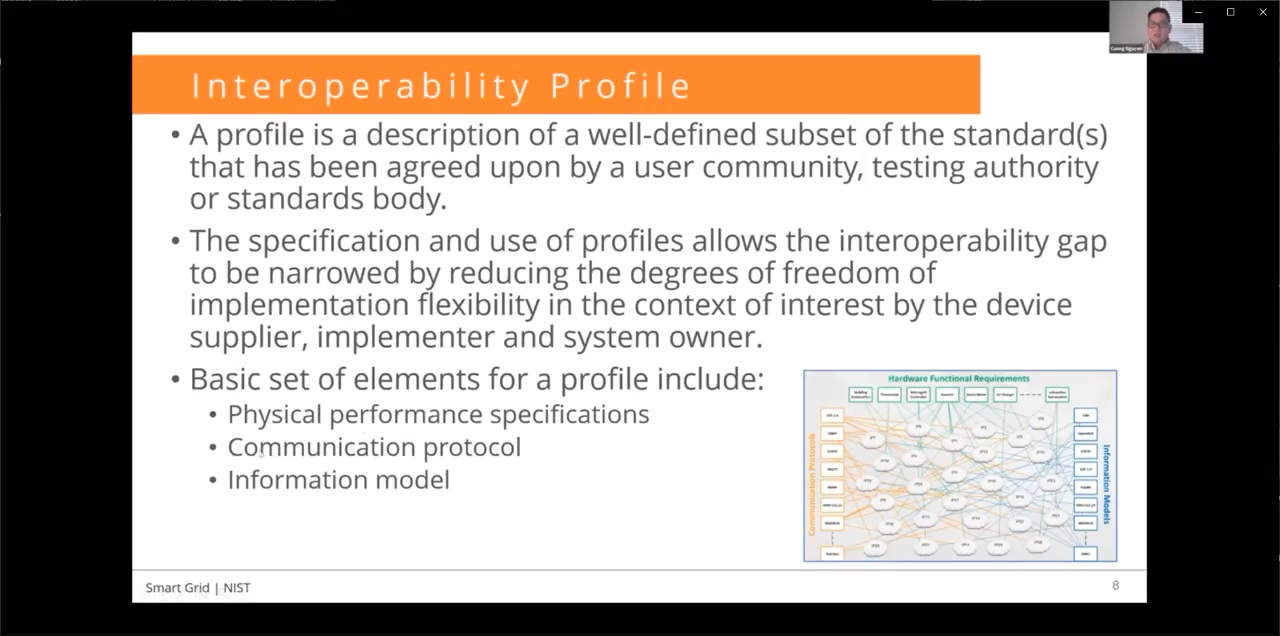 Cuong Nguyen
Interoperability Profile
• A profile is a description of a well-defined subset of the standard(s)
that has been agreed upon by a user community, testing authority
or standards body.
• The specification and use of profiles allows the interoperability gap
to be narrowed by reducing the degrees of freedom of
implementation flexibility in the context of interest by the device
supplier, implementer and system owner.
• Basic set of elements for a profile include:
• Physical performance specifications
• Communication protocol
• Information model
Hardware Functional Requirements
Communication Protocols
Information Models
Smart Grid | NIST
8